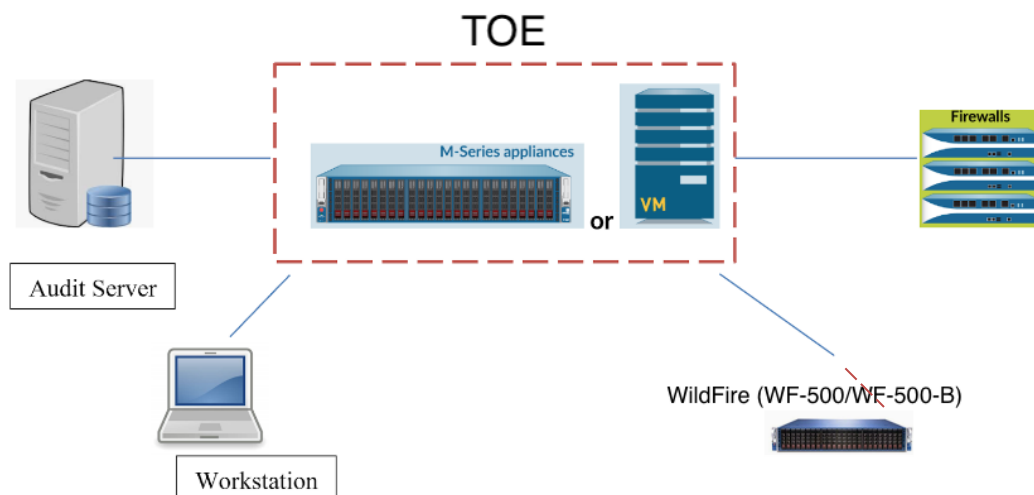 TOE
M-Series appliances
or
VM
Firewalls
Audit Server
WildFire (WF-500/WF-500-B)
Workstation